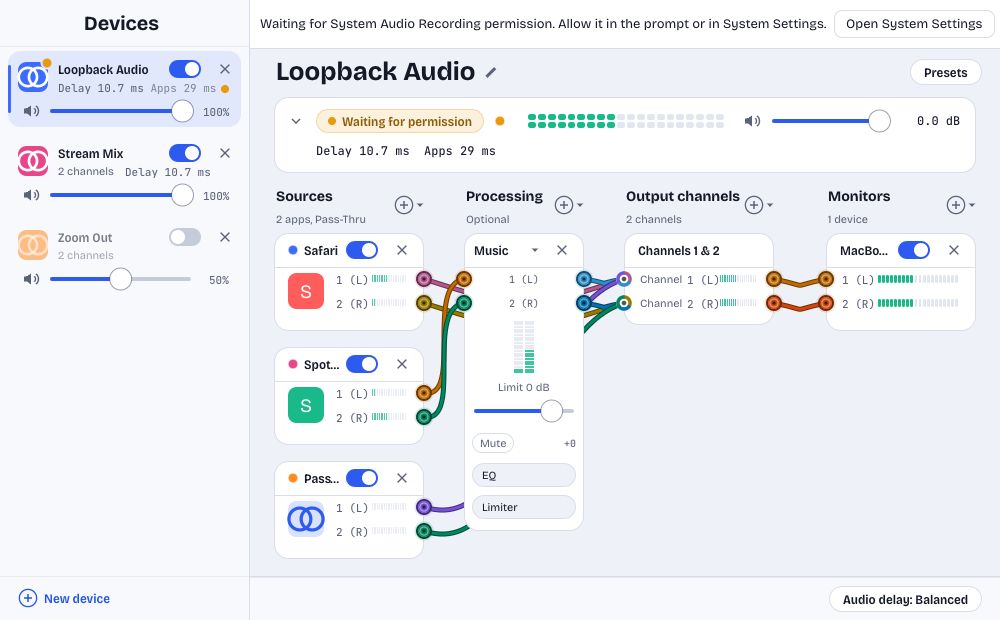 Devices
Waiting for System Audio Recording permission. Allow it in the prompt or in System Settings.
Open System Settings
Loopback Audio
Delay 10.7 ms Apps 29 ms
100%
Stream Mix
2 channels Delay 10.7 ms
100%
Zoom Out
2 channels
50%
New device
Loopback Audio
Presets
Waiting for permission
0.0 dB
Delay 10.7 ms Apps 29 ms
Sources
2 apps, Pass-Thru
Processing
Optional
Output channels
2 channels
Monitors
1 device
Safari
S
1 (L)
2 (R)
Spot...
S
1 (L)
2 (R)
Pass...
1 (L)
2 (R)
Music
1 (L)
2 (R)
Limit 0 dB
Mute
+0
EQ
Limiter
Channels 1 & 2
Channel 1 (L)
Channel 2 (R)
MacBo...
1 (L)
2 (R)
Audio delay: Balanced